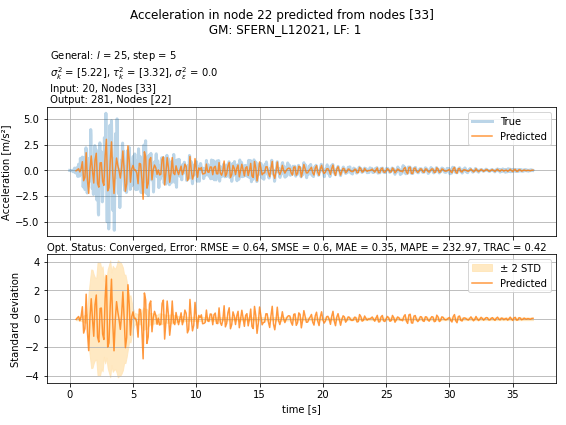 Acceleration in node 22 predicted from nodes [33]
GM: SFERN_L12021, LF: 1
General: l = 25, step = 5
σ²ₖ = [5.22], τ²ₖ = [3.32], σ²ε = 0.0
Input: 20, Nodes [33]
Output: 281, Nodes [22]
Acceleration [m/s²]
5.0
2.5
0.0
−2.5
−5.0
True
Predicted
Opt. Status: Converged, Error: RMSE = 0.64, SMSE = 0.6, MAE = 0.35, MAPE = 232.97, TRAC = 0.42
Standard deviation
4
2
0
−2
−4
± 2 STD
Predicted
0 5 10 15 20 25 30 35
time [s]